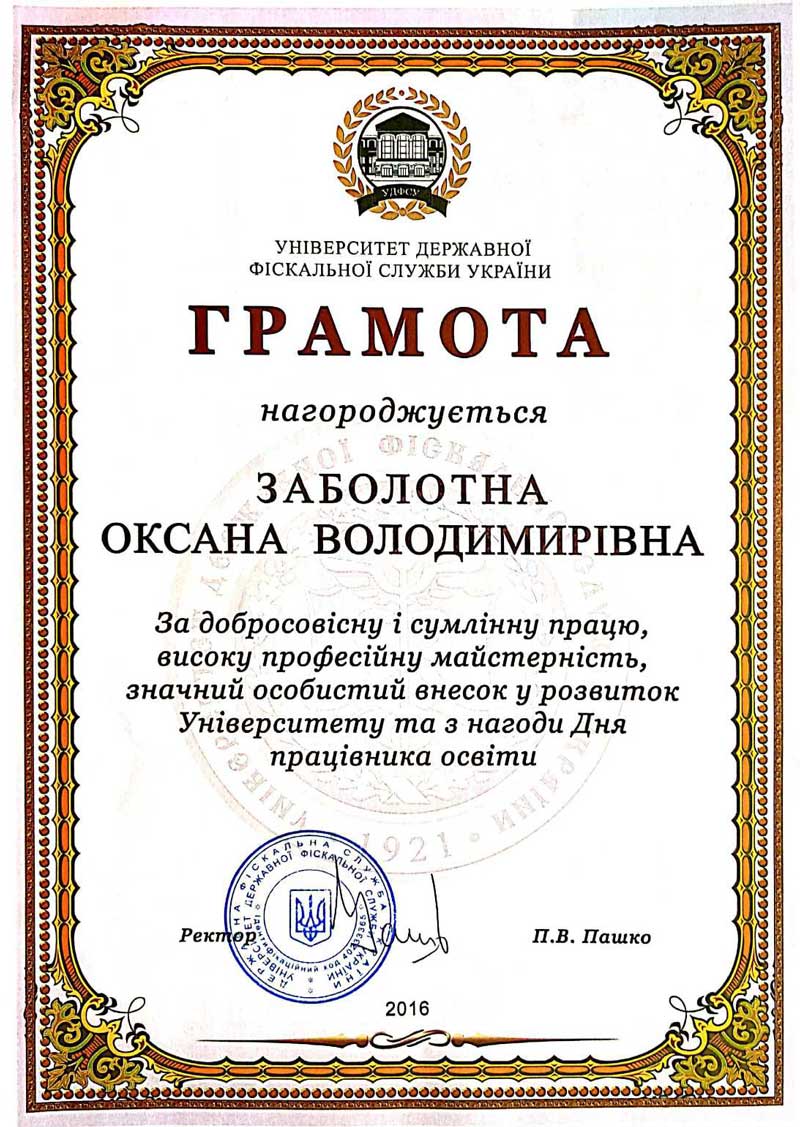 УДФСУ
УНІВЕРСИТЕТ ДЕРЖАВНОЇ
ФІСКАЛЬНОЇ СЛУЖБИ УКРАЇНИ
ГРАМОТА
нагороджується
ЗАБОЛОТНА
ОКСАНА ВОЛОДИМИРІВНА
За добросовісну і сумлінну працю,
високу професійну майстерність,
значний особистий внесок у розвиток
Університету та з нагоди Дня
працівника освіти
1921
ДЕРЖАВНА ФІСКАЛЬНА СЛУЖБА УКРАЇНИ
УНІВЕРСИТЕТ ДЕРЖАВНОЇ ФІСКАЛЬНОЇ СЛУЖБИ УКРАЇНИ
Ідентифікаційний код
Ректор
П.В. Пашко
2016